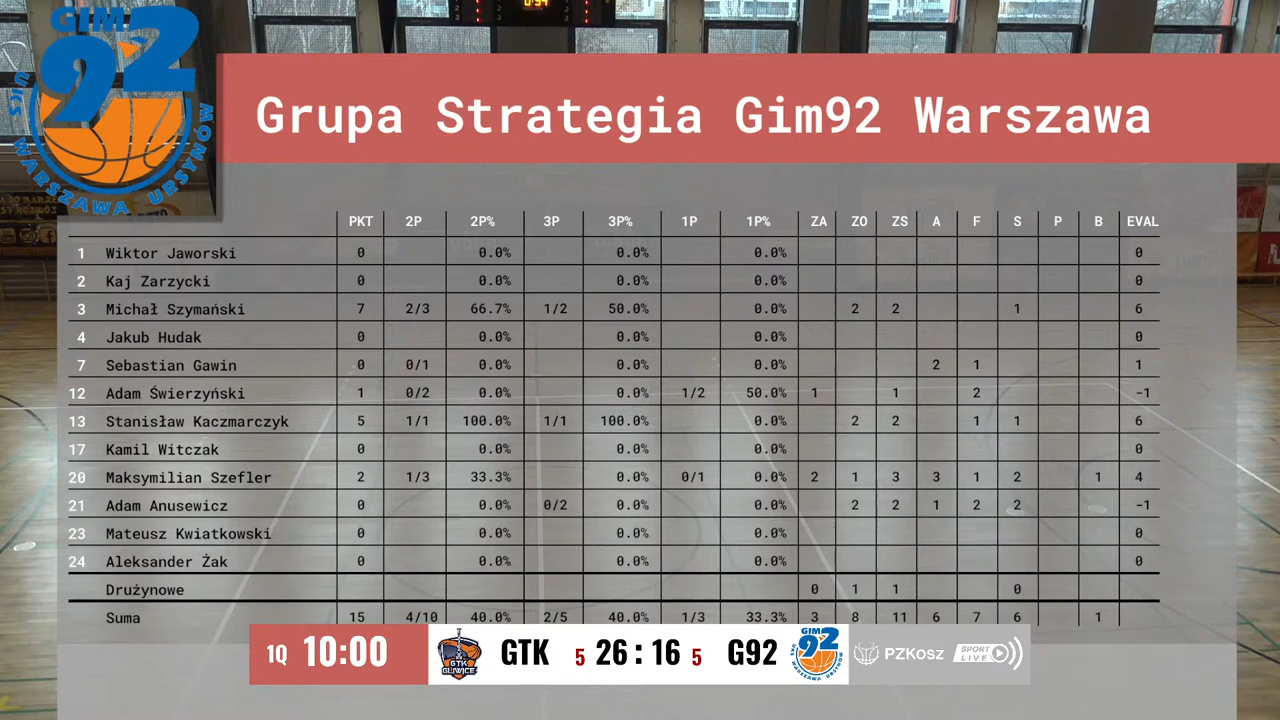 0:54
GIM
92
UKS WARSZAWA URSYNÓW
Grupa Strategia Gim92 Warszawa
PKT 2P 2P% 3P 3P% 1P 1P% ZA ZO ZS A F S P B EVAL
1 Wiktor Jaworski 0 0.0% 0.0% 0.0% 0
2 Kaj Zarzycki 0 0.0% 0.0% 0.0% 0
3 Michał Szymański 7 2/3 66.7% 1/2 50.0% 0.0% 2 2 1 6
4 Jakub Hudak 0 0.0% 0.0% 0.0% 0
7 Sebastian Gawin 0 0/1 0.0% 0.0% 0.0% 2 1 1
12 Adam Świerzyński 1 0/2 0.0% 0.0% 1/2 50.0% 1 1 2 -1
13 Stanisław Kaczmarczyk 5 1/1 100.0% 1/1 100.0% 0.0% 2 2 1 1 6
17 Kamil Witczak 0 0.0% 0.0% 0.0% 0
20 Maksymilian Szefler 2 1/3 33.3% 0.0% 0/1 0.0% 2 1 3 3 1 2 1 4
21 Adam Anusewicz 0 0.0% 0/2 0.0% 0.0% 2 2 1 2 2 -1
23 Mateusz Kwiatkowski 0 0.0% 0.0% 0.0% 0
24 Aleksander Żak 0 0.0% 0.0% 0.0% 0
Drużynowe 0 1 1 0
Suma 15 4/10 40.0% 2/5 40.0% 1/3 33.3% 3 8 11 6 7 6 1
1Q 10:00 GTK GLIWICE GTK 5 26:16 5 G92 GIM 92 PZKosz SPORT LIVE